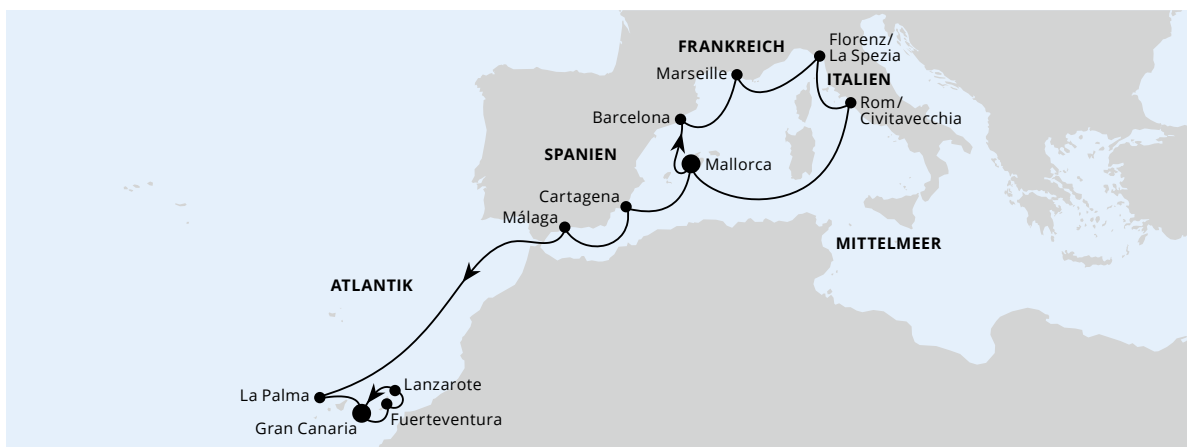 FRANKREICH
Florenz/
La Spezia
Marseille
ITALIEN
Rom/
Civitavecchia
Barcelona
SPANIEN
Mallorca
Cartagena
Málaga
MITTELMEER
ATLANTIK
Lanzarote
La Palma
Fuerteventura
Gran Canaria